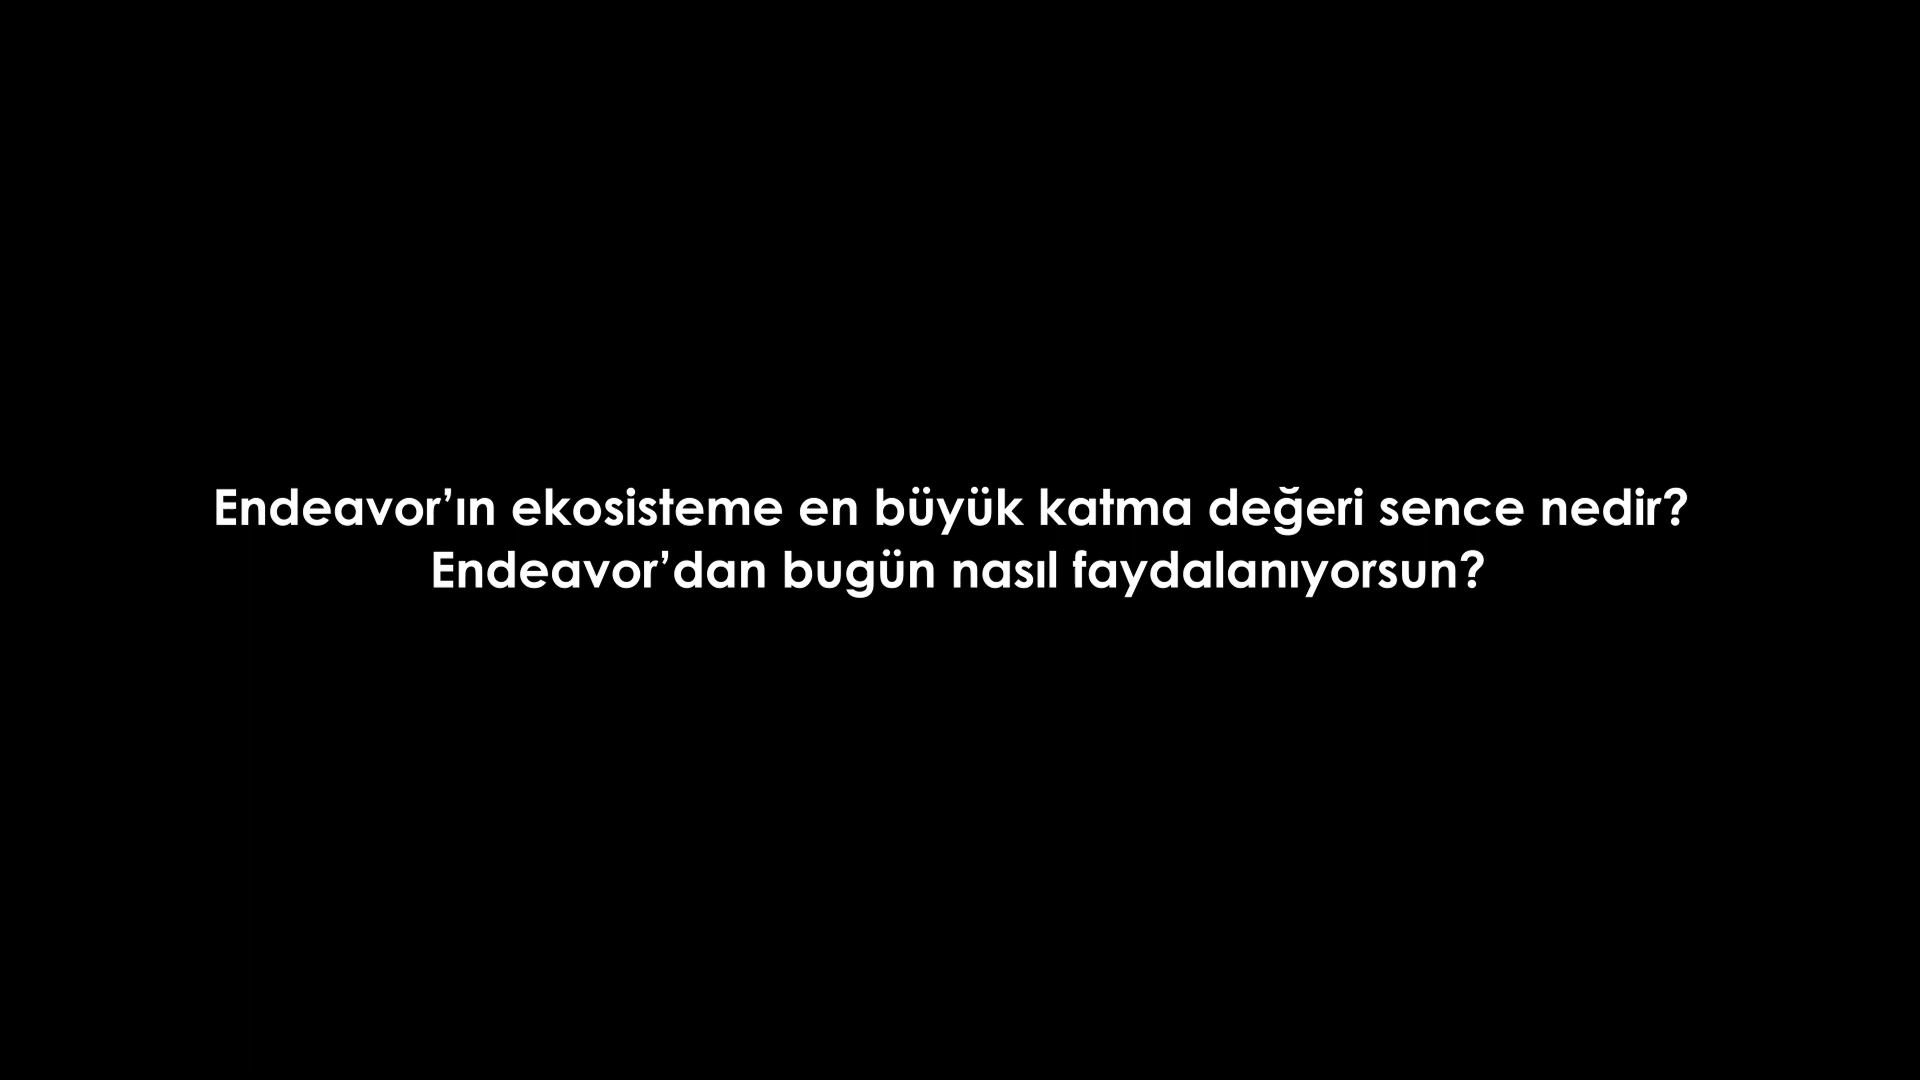 Endeavor’ın ekosisteme en büyük katma değeri sence nedir?
Endeavor’dan bugün nasıl faydalanıyorsun?